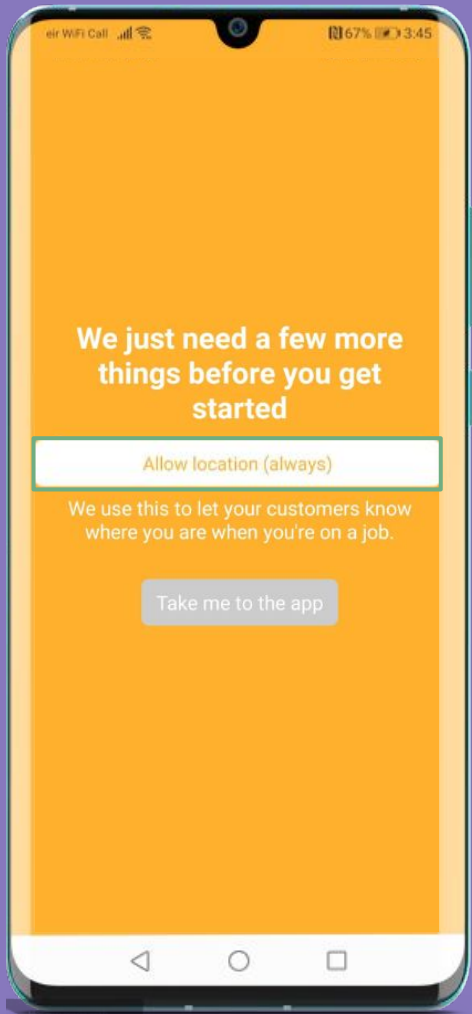 eir WiFi Call 67% 3:45
We just need a few more
things before you get
started
Allow location (always)
We use this to let your customers know
where you are when you're on a job.
Take me to the app